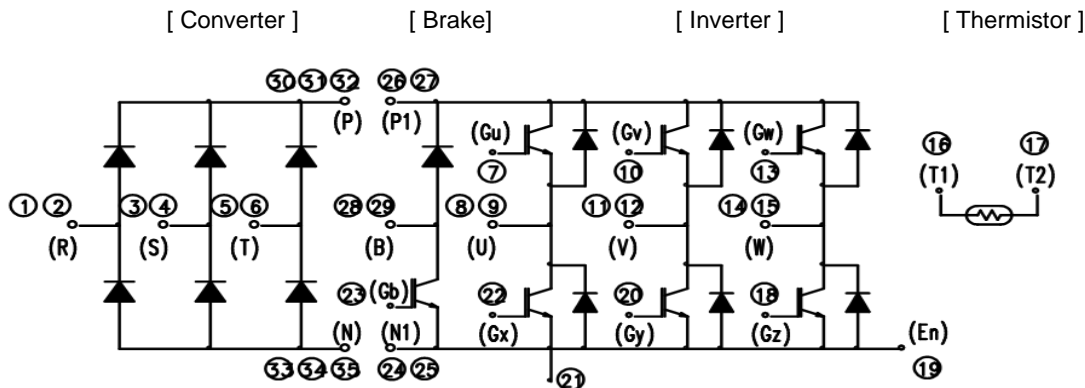 [ Converter ] [ Brake] [ Inverter ] [ Thermistor ]
30 31 32 26 27
(P) (P1)
(Gu) (Gv) (Gw)
7 10 13
16 17
(T1) (T2)
1 2 3 4 5 6 28 29 8 9 11 12 14 15
(R) (S) (T) (B) (U) (V) (W)
23 (Gb) 22 20 18
(N) (N1) (Gx) (Gy) (Gz) (En)
33 34 35 24 25 21 19